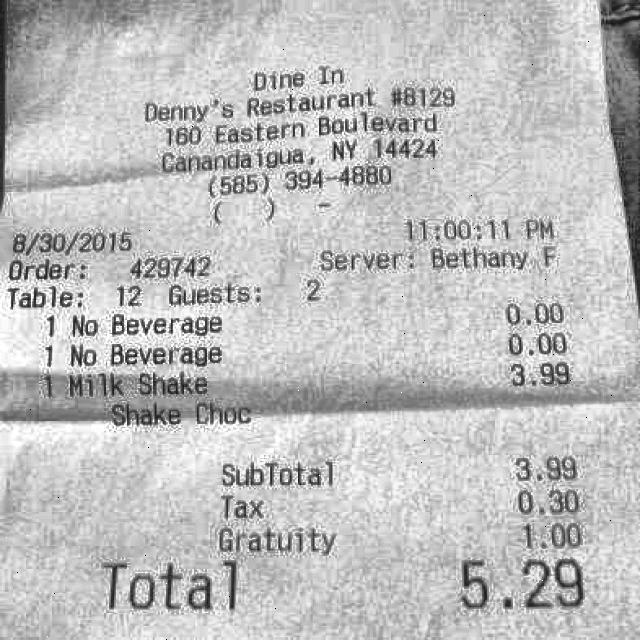 Dine In
Denny's Restaurant #8129
160 Eastern Boulevard
Canandaigua, NY 14424
(585) 394-4880
( ) -
8/30/2015 11:00:11 PM
Order: 429742 Server: Bethany F
Table: 12 Guests: 2
1 No Beverage 0.00
1 No Beverage 0.00
1 Milk Shake 3.99
Shake Choc
SubTotal 3.99
Tax 0.30
Gratuity 1.00
Total 5.29